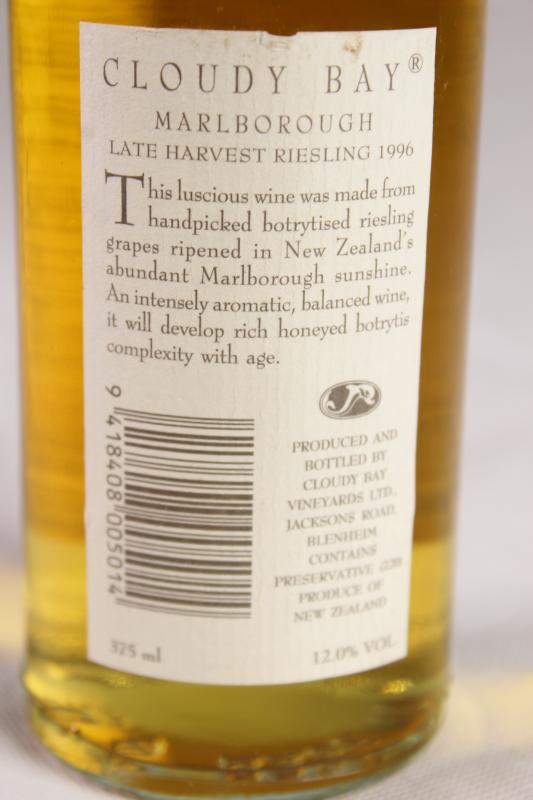 CLOUDY BAY®
MARLBOROUGH
LATE HARVEST RIESLING 1996
This luscious wine was made from
handpicked botrytised riesling
grapes ripened in New Zealand's
abundant Marlborough sunshine.
An intensely aromatic, balanced wine,
it will develop rich honeyed botrytis
complexity with age.
9 418408 005014
PRODUCED AND
BOTTLED BY
CLOUDY BAY
VINEYARDS LTD.,
JACKSONS ROAD,
BLENHEIM
CONTAINS
PRESERVATIVE (220)
PRODUCE OF
NEW ZEALAND
375 ml
12.0% VOL.